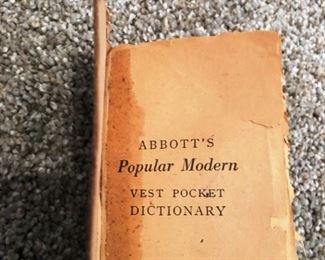 ABBOTT'S
Popular Modern
VEST POCKET
DICTIONARY